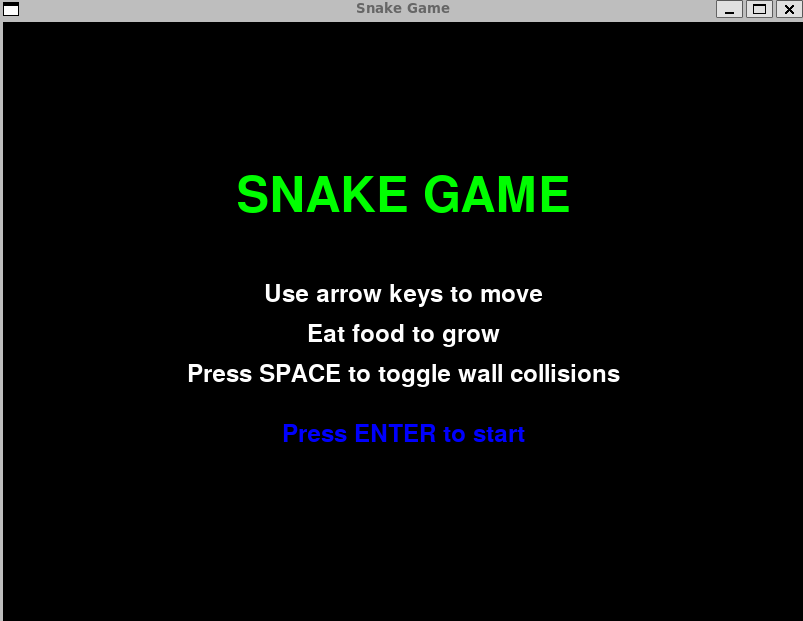 Snake Game
SNAKE GAME
Use arrow keys to move
Eat food to grow
Press SPACE to toggle wall collisions
Press ENTER to start